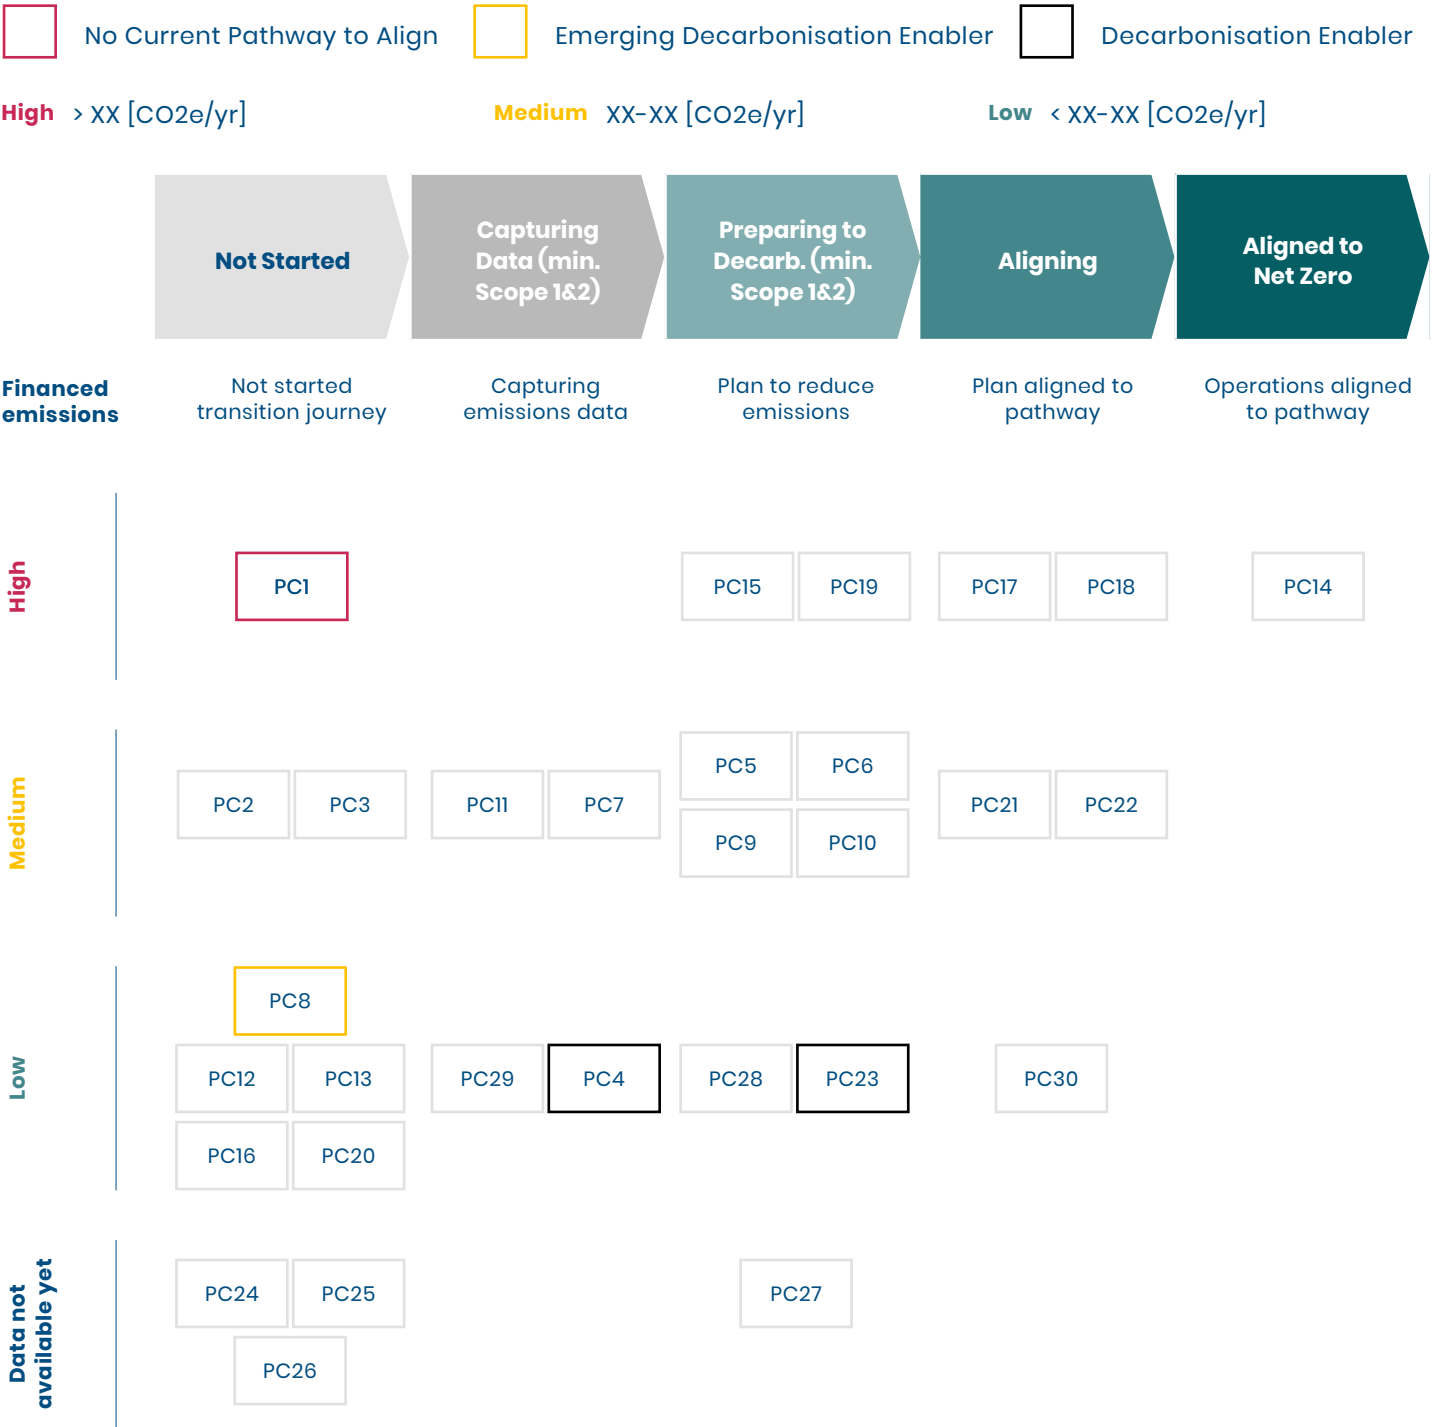 No Current Pathway to Align
Emerging Decarbonisation Enabler
Decarbonisation Enabler
High > XX [CO2e/yr]
Medium XX-XX [CO2e/yr]
Low < XX-XX [CO2e/yr]
Not Started
Capturing
Data (min.
Scope 1&2)
Preparing to
Decarb. (min.
Scope 1&2)
Aligning
Aligned to
Net Zero
Financed
emissions
Not started
transition journey
Capturing
emissions data
Plan to reduce
emissions
Plan aligned to
pathway
Operations aligned
to pathway
High
PC1
PC15
PC19
PC17
PC18
PC14
Medium
PC2
PC3
PC11
PC7
PC5
PC6
PC9
PC10
PC21
PC22
Low
PC8
PC12
PC13
PC16
PC20
PC29
PC4
PC28
PC23
PC30
Data not
available yet
PC24
PC25
PC26
PC27